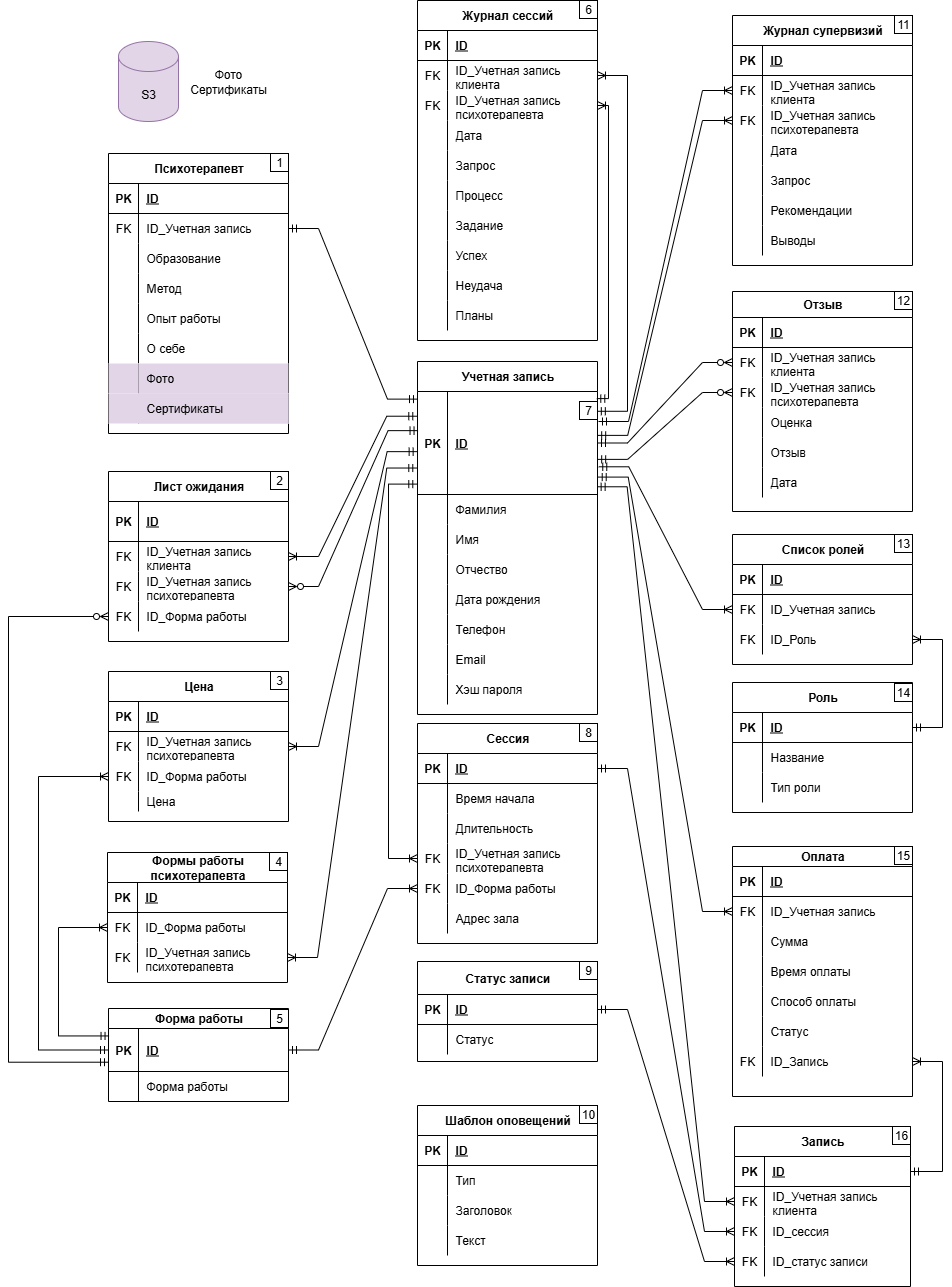 S3
Фото
Сертификаты
Психотерапевт
1
PK
ID
FK
ID_Учетная запись
Образование
Метод
Опыт работы
О себе
Фото
Сертификаты
Лист ожидания
2
PK
ID
FK
ID_Учетная запись
клиента
FK
ID_Учетная запись
психотерапевта
FK
ID_Форма работы
Цена
3
PK
ID
FK
ID_Учетная запись
психотерапевта
FK
ID_Форма работы
Цена
Формы работы
психотерапевта
4
PK
ID
FK
ID_Форма работы
FK
ID_Учетная запись
психотерапевта
Форма работы
5
PK
ID
Форма работы
Журнал сессий
6
PK
ID
FK
ID_Учетная запись
клиента
FK
ID_Учетная запись
психотерапевта
Дата
Запрос
Процесс
Задание
Успех
Неудача
Планы
Учетная запись
7
PK
ID
Фамилия
Имя
Отчество
Дата рождения
Телефон
Email
Хэш пароля
Сессия
8
PK
ID
Время начала
Длительность
FK
ID_Учетная запись
психотерапевта
FK
ID_Форма работы
Адрес зала
Статус записи
9
PK
ID
Статус
Шаблон оповещений
10
PK
ID
Тип
Заголовок
Текст
Журнал супервизий
11
PK
ID
FK
ID_Учетная запись
клиента
FK
ID_Учетная запись
психотерапевта
Дата
Запрос
Рекомендации
Выводы
Отзыв
12
PK
ID
FK
ID_Учетная запись
клиента
FK
ID_Учетная запись
психотерапевта
Оценка
Отзыв
Дата
Список ролей
13
PK
ID
FK
ID_Учетная запись
FK
ID_Роль
Роль
14
PK
ID
Название
Тип роли
Оплата
15
PK
ID
FK
ID_Учетная запись
Сумма
Время оплаты
Способ оплаты
Статус
FK
ID_Запись
Запись
16
PK
ID
FK
ID_Учетная запись
клиента
FK
ID_сессия
FK
ID_статус записи